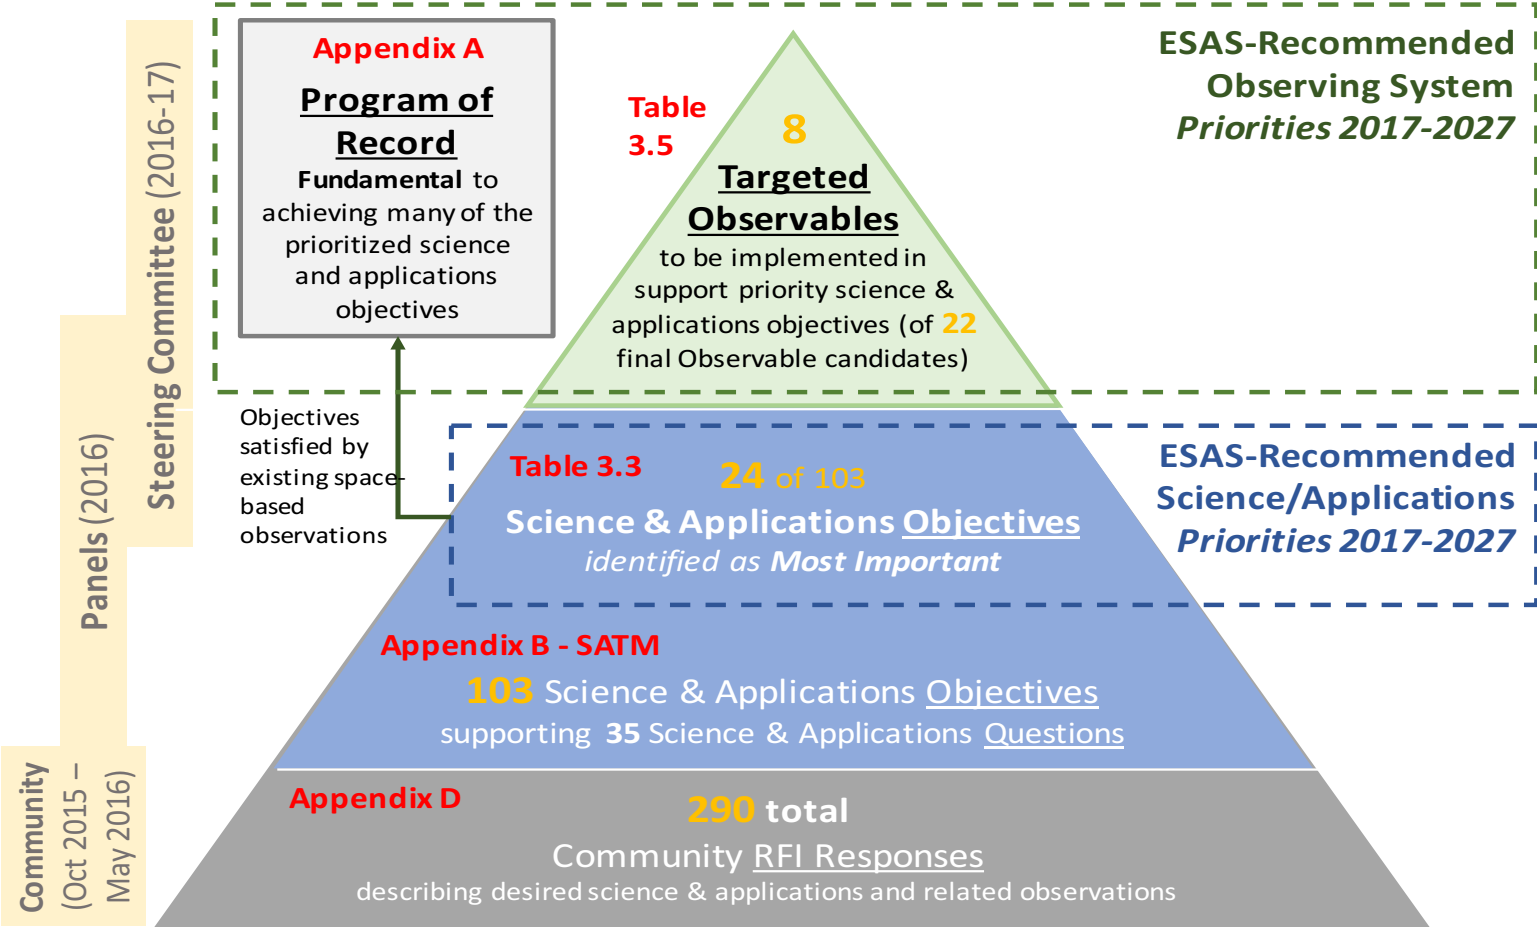 Steering Committee (2016-17)
Panels (2016)
Community
(Oct 2015 –
May 2016)
Appendix A
Program of
Record
Fundamental to
achieving many of the
prioritized science
and applications
objectives
Table
3.5
8
Targeted
Observables
to be implemented in
support priority science &
applications objectives (of 22
final Observable candidates)
ESAS-Recommended
Observing System
Priorities 2017-2027
Objectives
satisfied by
existing space-
based
observations
Table 3.3
24 of 103
Science & Applications Objectives
identified as Most Important
ESAS-Recommended
Science/Applications
Priorities 2017-2027
Appendix B - SATM
103 Science & Applications Objectives
supporting 35 Science & Applications Questions
Appendix D
290 total
Community RFI Responses
describing desired science & applications and related observations